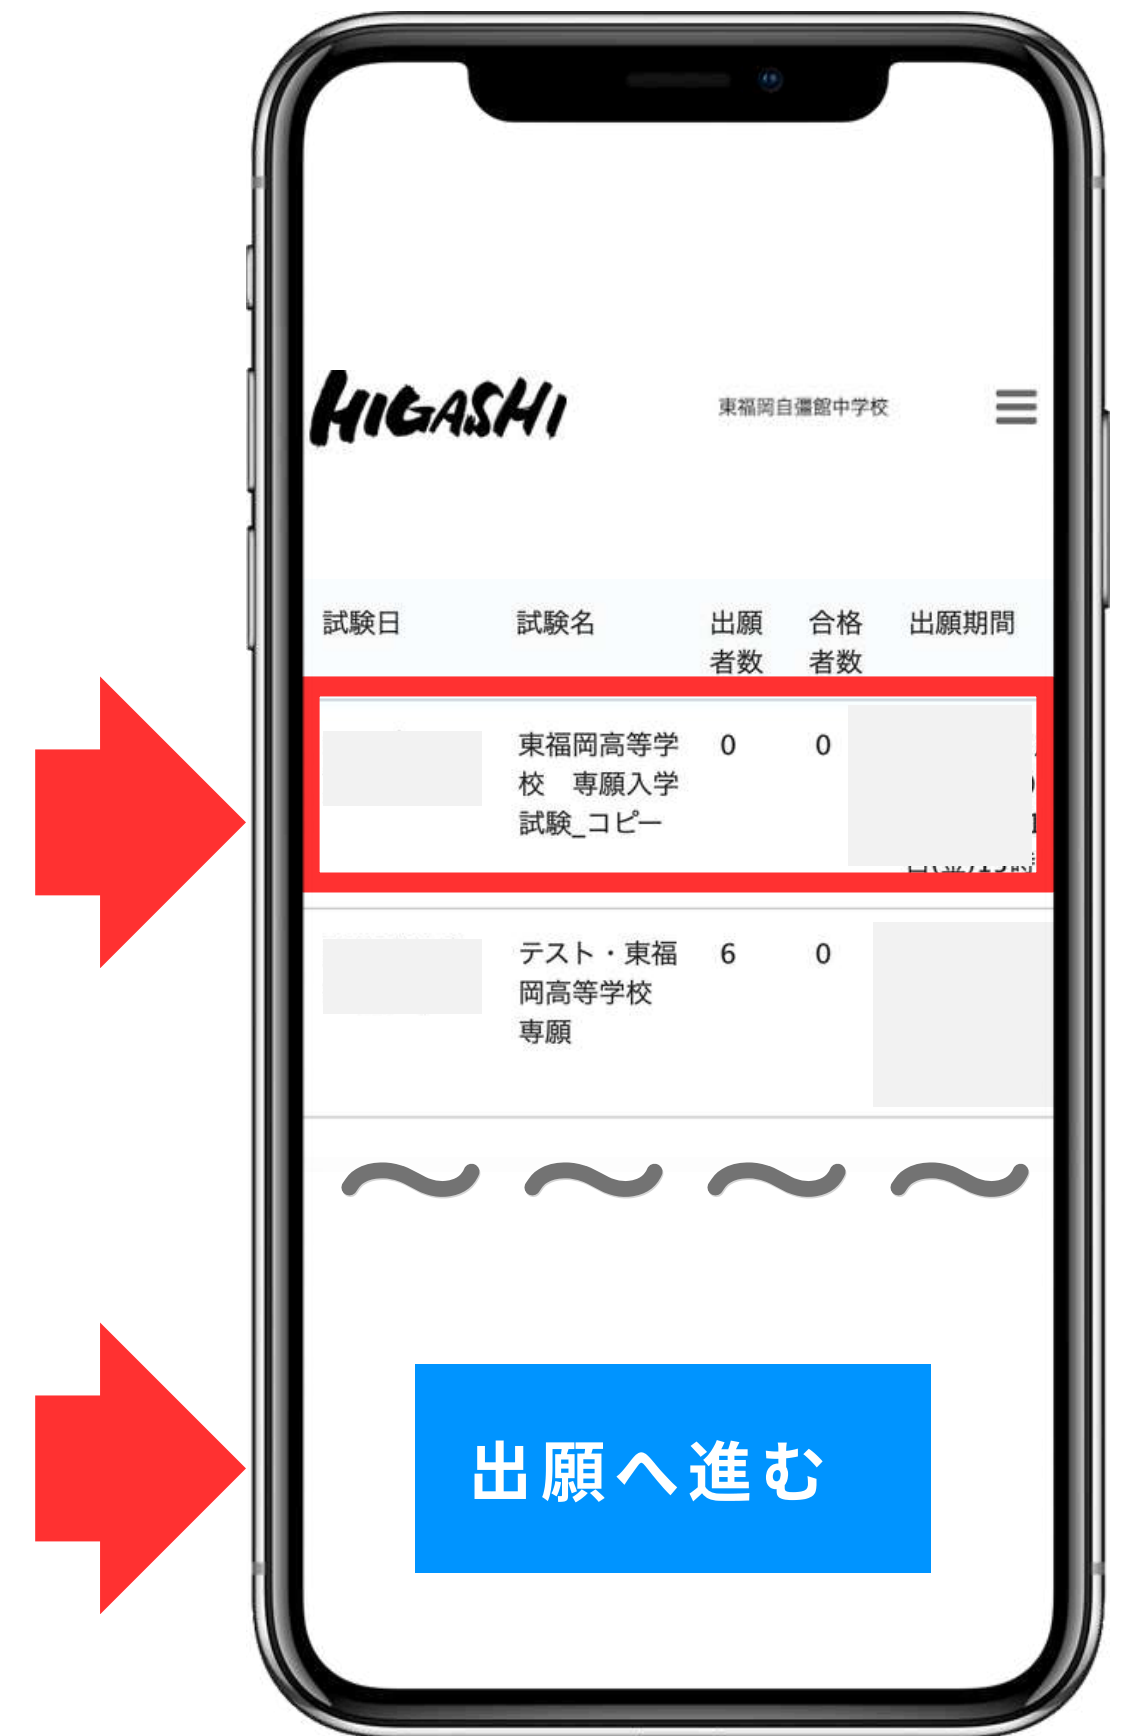 HIGASHI
東福岡自彊館中学校
試験日 試験名 出願者数 合格者数 出願期間
東福岡高等学 0 0
校　専願入学
試験_コピー
テスト・東福 6 0
岡高等学校
専願
出願へ進む